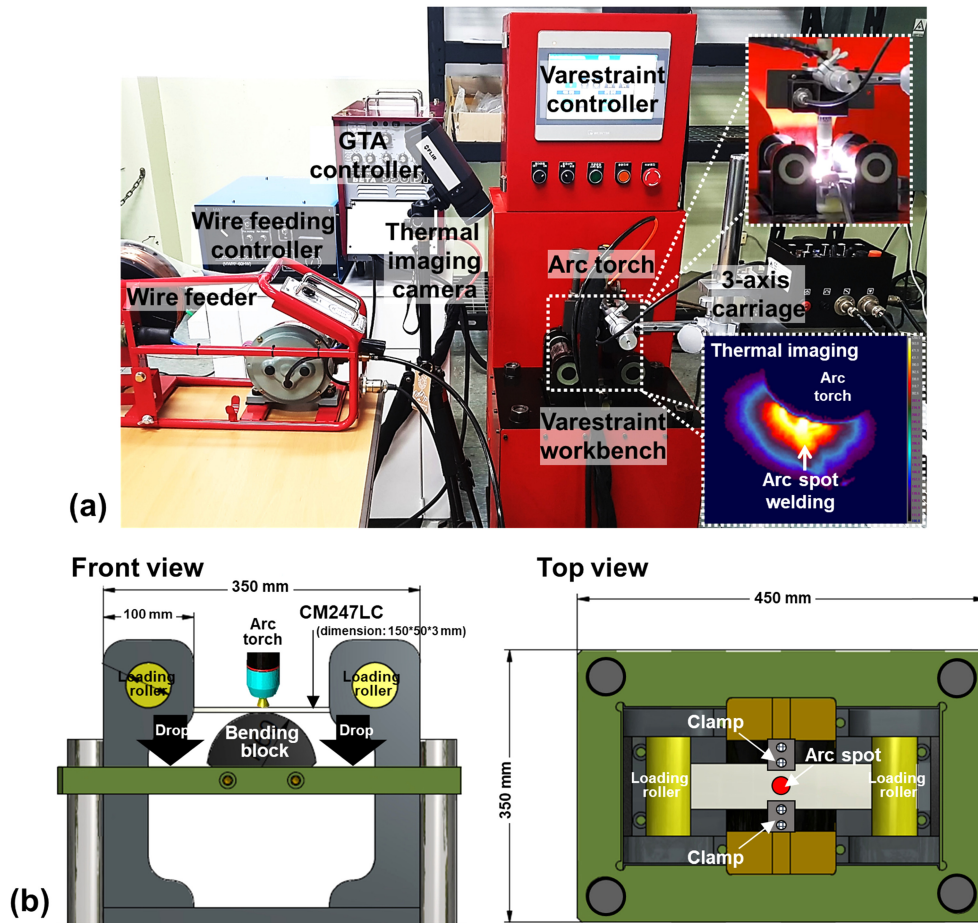 Varestraint
controller
GTA
controller
FLIR
Wire feeding
controller
Thermal
imaging
camera
Arc torch
3-axis
carriage
Wire feeder
Thermal imaging
Arc
torch
Varestraint
workbench
Arc spot
welding
(a)
Front view
350 mm
100 mm
Arc
torch
CM247LC
(dimension: 150*50*3 mm)
Loading
roller
Loading
roller
Drop
Bending
block
Drop
(b)
Top view
450 mm
350 mm
Clamp
Arc spot
Loading
roller
Loading
roller
Clamp